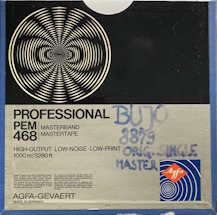 PROFESSIONAL
PEM MASTERBAND
468 MASTERTAPE
HIGH-OUTPUT · LOW-NOISE · LOW-PRINT
1000 m/3280 ft.
AGFA-GEVAERT
BUJO
8879
ORIG-SINGLE
MASTER
AGFA